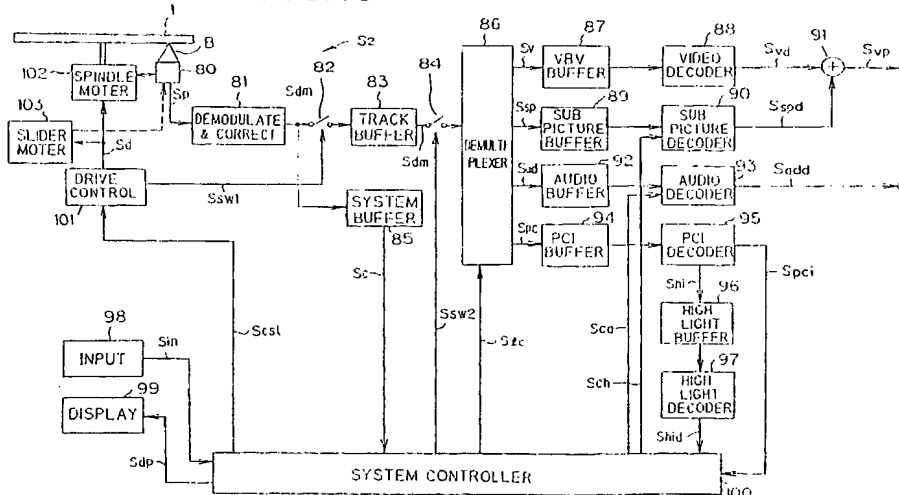 1
8
102
SPINDLE
MOTER
80
Sp
103
SLIDER
MOTER
Sd
DRIVE
CONTROL
101
81
DEMODULATE
& CORRECT
Sdm
S2
82
83
TRACK
BUFFER
84
Sdm
Ssw1
SYSTEM
BUFFER
85
Sc
Ssw2
Scsl
86
DEMULTI
PLEXER
Sv
87
VBV
BUFFER
88
VIDEO
DECODER
Svd
91
+
Svp
Ssp
89
SUB
PICTURE
BUFFER
90
SUB
PICTURE
DECODER
Sspd
Sad
92
AUDIO
BUFFER
93
AUDIO
DECODER
Sadd
Spc
94
PCI
BUFFER
95
PCI
DECODER
Spci
Shi
96
HIGH
LIGHT
BUFFER
97
HIGH
LIGHT
DECODER
Shid
Sca
Sch
Slc
98
INPUT
Sin
99
DISPLAY
Sdp
SYSTEM CONTROLLER
100